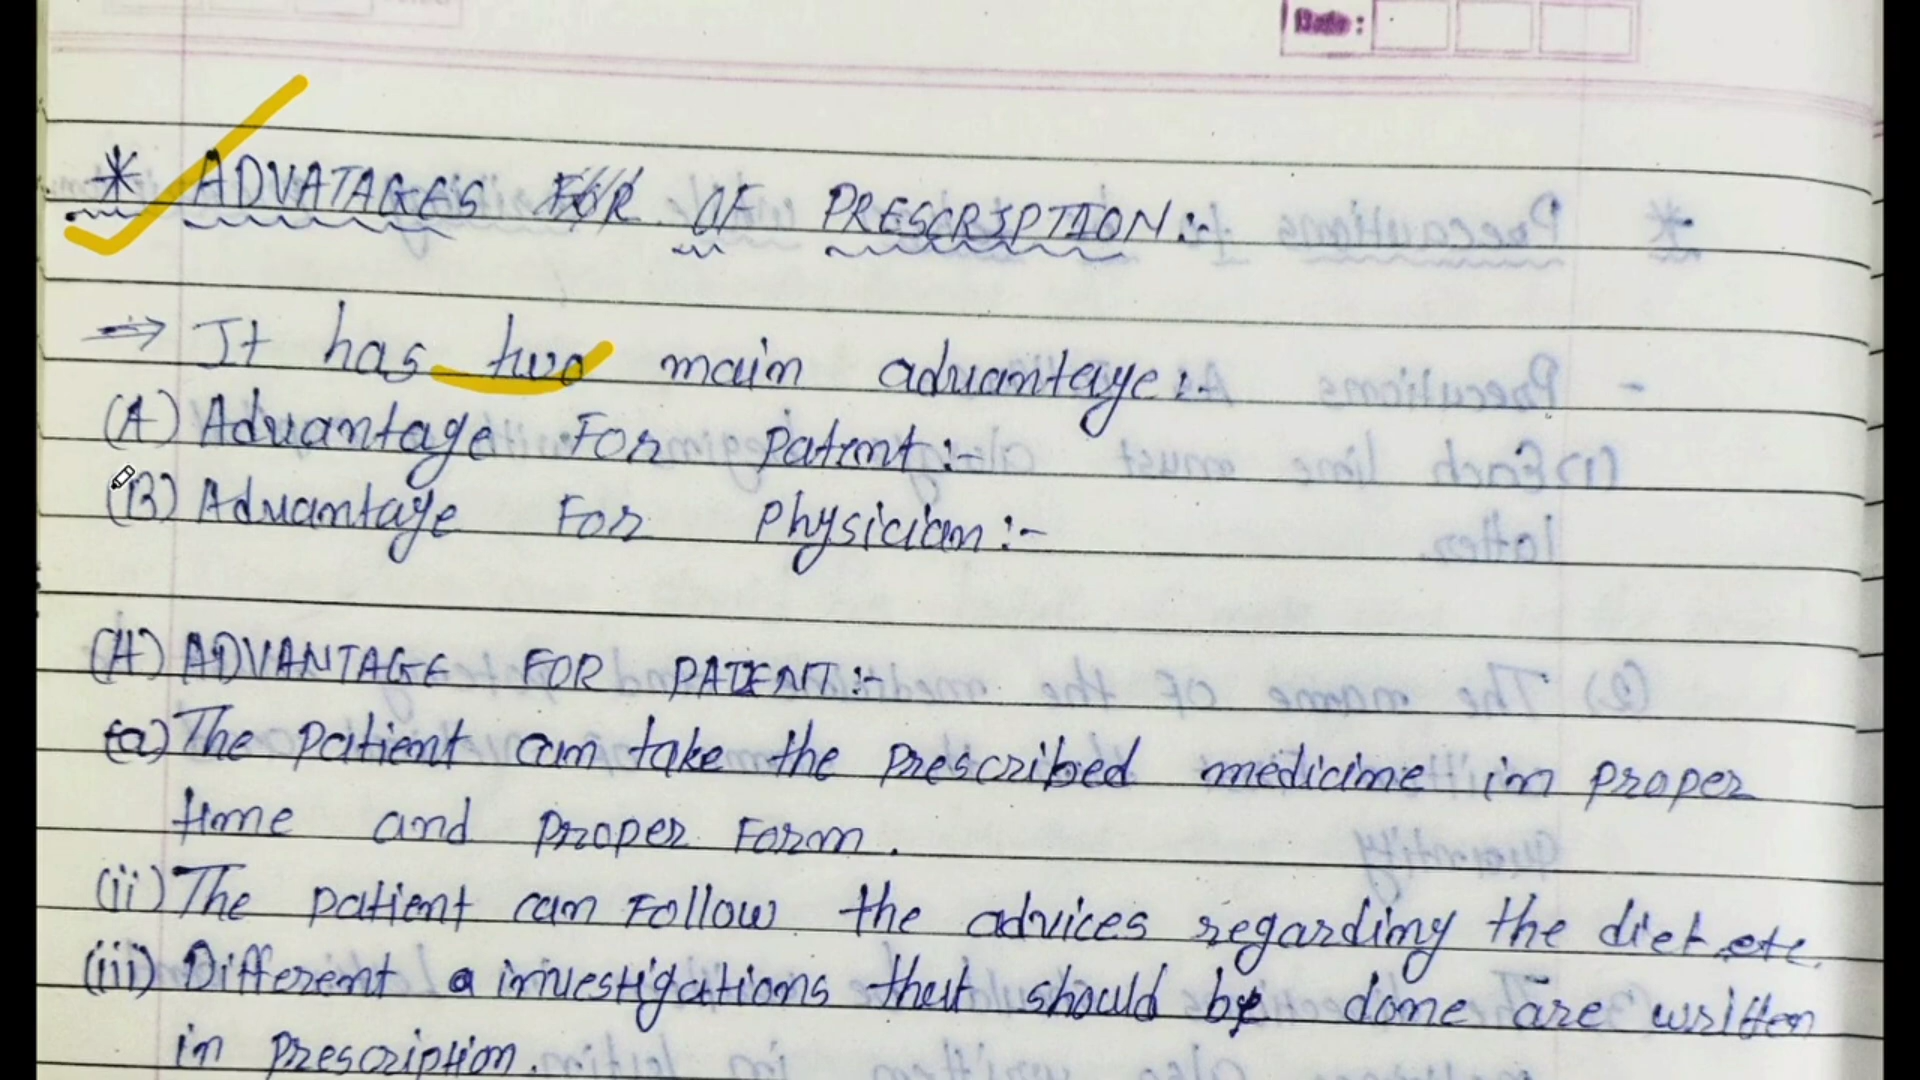 Date:
* ADVATAGES FOR OF PRESCRIPTION:-
⇒ It has two main advantage:-
(A) Advantage For Patent:-
(B) Advantage For Physician:-
(A) ADVANTAGE FOR PATIENT:-
(a) The patient can take the prescribed medicine in proper
time and proper Form.
(ii) The patient can Follow the advices regarding the diet etc.
(iii) Different investigations that should be done are written
in prescription.